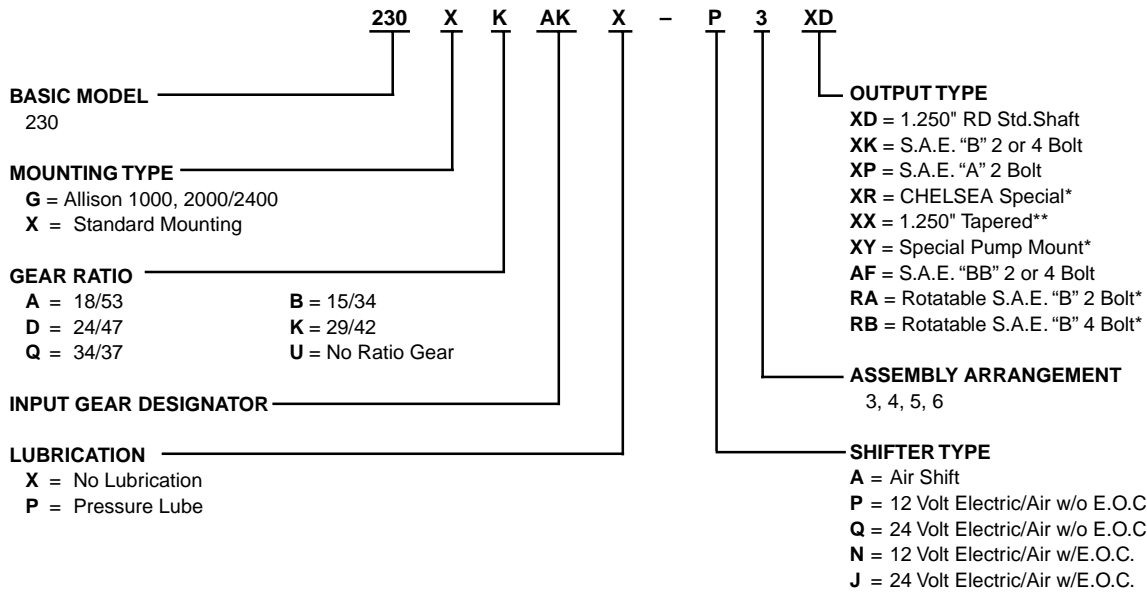 230 X K AK X – P 3 XD
BASIC MODEL
230
MOUNTING TYPE
G = Allison 1000, 2000/2400
X = Standard Mounting
GEAR RATIO
A = 18/53 B = 15/34
D = 24/47 K = 29/42
Q = 34/37 U = No Ratio Gear
INPUT GEAR DESIGNATOR
LUBRICATION
X = No Lubrication
P = Pressure Lube
OUTPUT TYPE
XD = 1.250" RD Std.Shaft
XK = S.A.E. “B” 2 or 4 Bolt
XP = S.A.E. “A” 2 Bolt
XR = CHELSEA Special*
XX = 1.250" Tapered**
XY = Special Pump Mount*
AF = S.A.E. “BB” 2 or 4 Bolt
RA = Rotatable S.A.E. “B” 2 Bolt*
RB = Rotatable S.A.E. “B” 4 Bolt*
ASSEMBLY ARRANGEMENT
3, 4, 5, 6
SHIFTER TYPE
A = Air Shift
P = 12 Volt Electric/Air w/o E.O.C
Q = 24 Volt Electric/Air w/o E.O.C
N = 12 Volt Electric/Air w/E.O.C.
J = 24 Volt Electric/Air w/E.O.C.